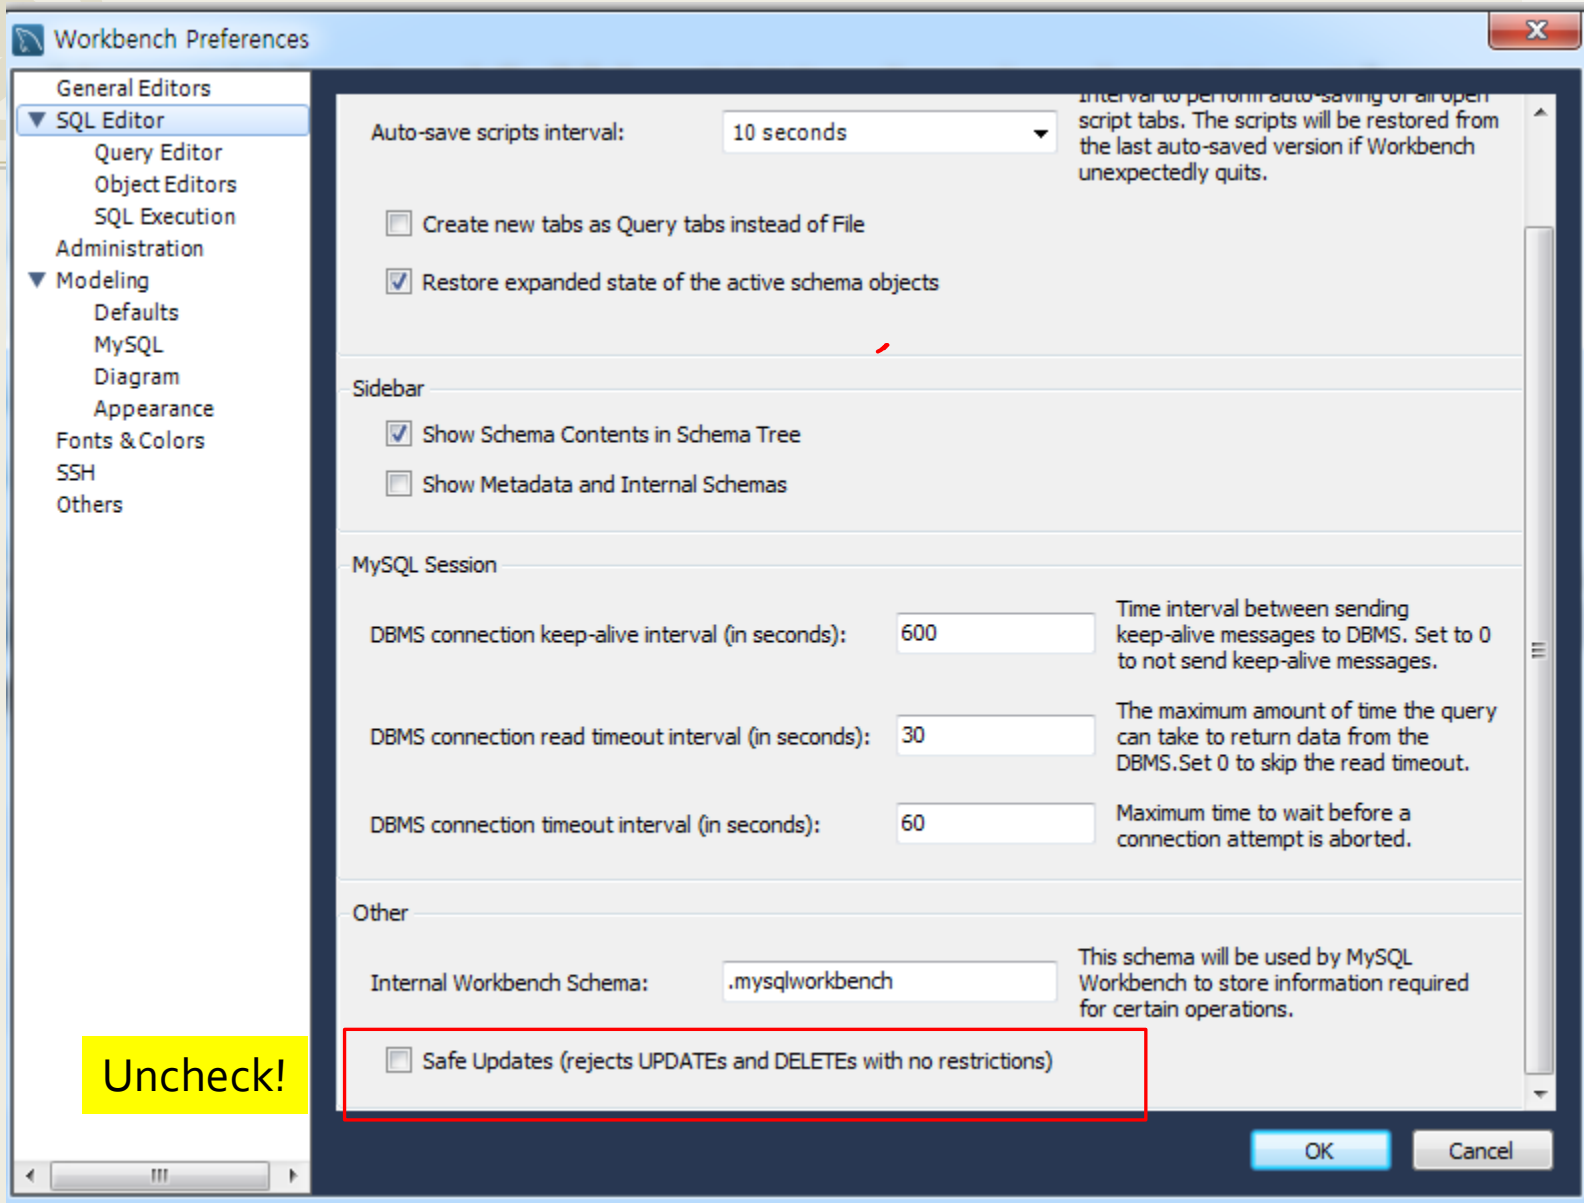 Workbench Preferences
General Editors
SQL Editor
Query Editor
Object Editors
SQL Execution
Administration
Modeling
Defaults
MySQL
Diagram
Appearance
Fonts & Colors
SSH
Others
Auto-save scripts interval:
10 seconds
Interval to perform auto-saving of all open
script tabs. The scripts will be restored from
the last auto-saved version if Workbench
unexpectedly quits.
Create new tabs as Query tabs instead of File
Restore expanded state of the active schema objects
Sidebar
Show Schema Contents in Schema Tree
Show Metadata and Internal Schemas
MySQL Session
DBMS connection keep-alive interval (in seconds):
600
Time interval between sending
keep-alive messages to DBMS. Set to 0
to not send keep-alive messages.
DBMS connection read timeout interval (in seconds):
30
The maximum amount of time the query
can take to return data from the
DBMS.Set 0 to skip the read timeout.
DBMS connection timeout interval (in seconds):
60
Maximum time to wait before a
connection attempt is aborted.
Other
Internal Workbench Schema:
.mysqlworkbench
This schema will be used by MySQL
Workbench to store information required
for certain operations.
Uncheck!
Safe Updates (rejects UPDATEs and DELETEs with no restrictions)
OK
Cancel